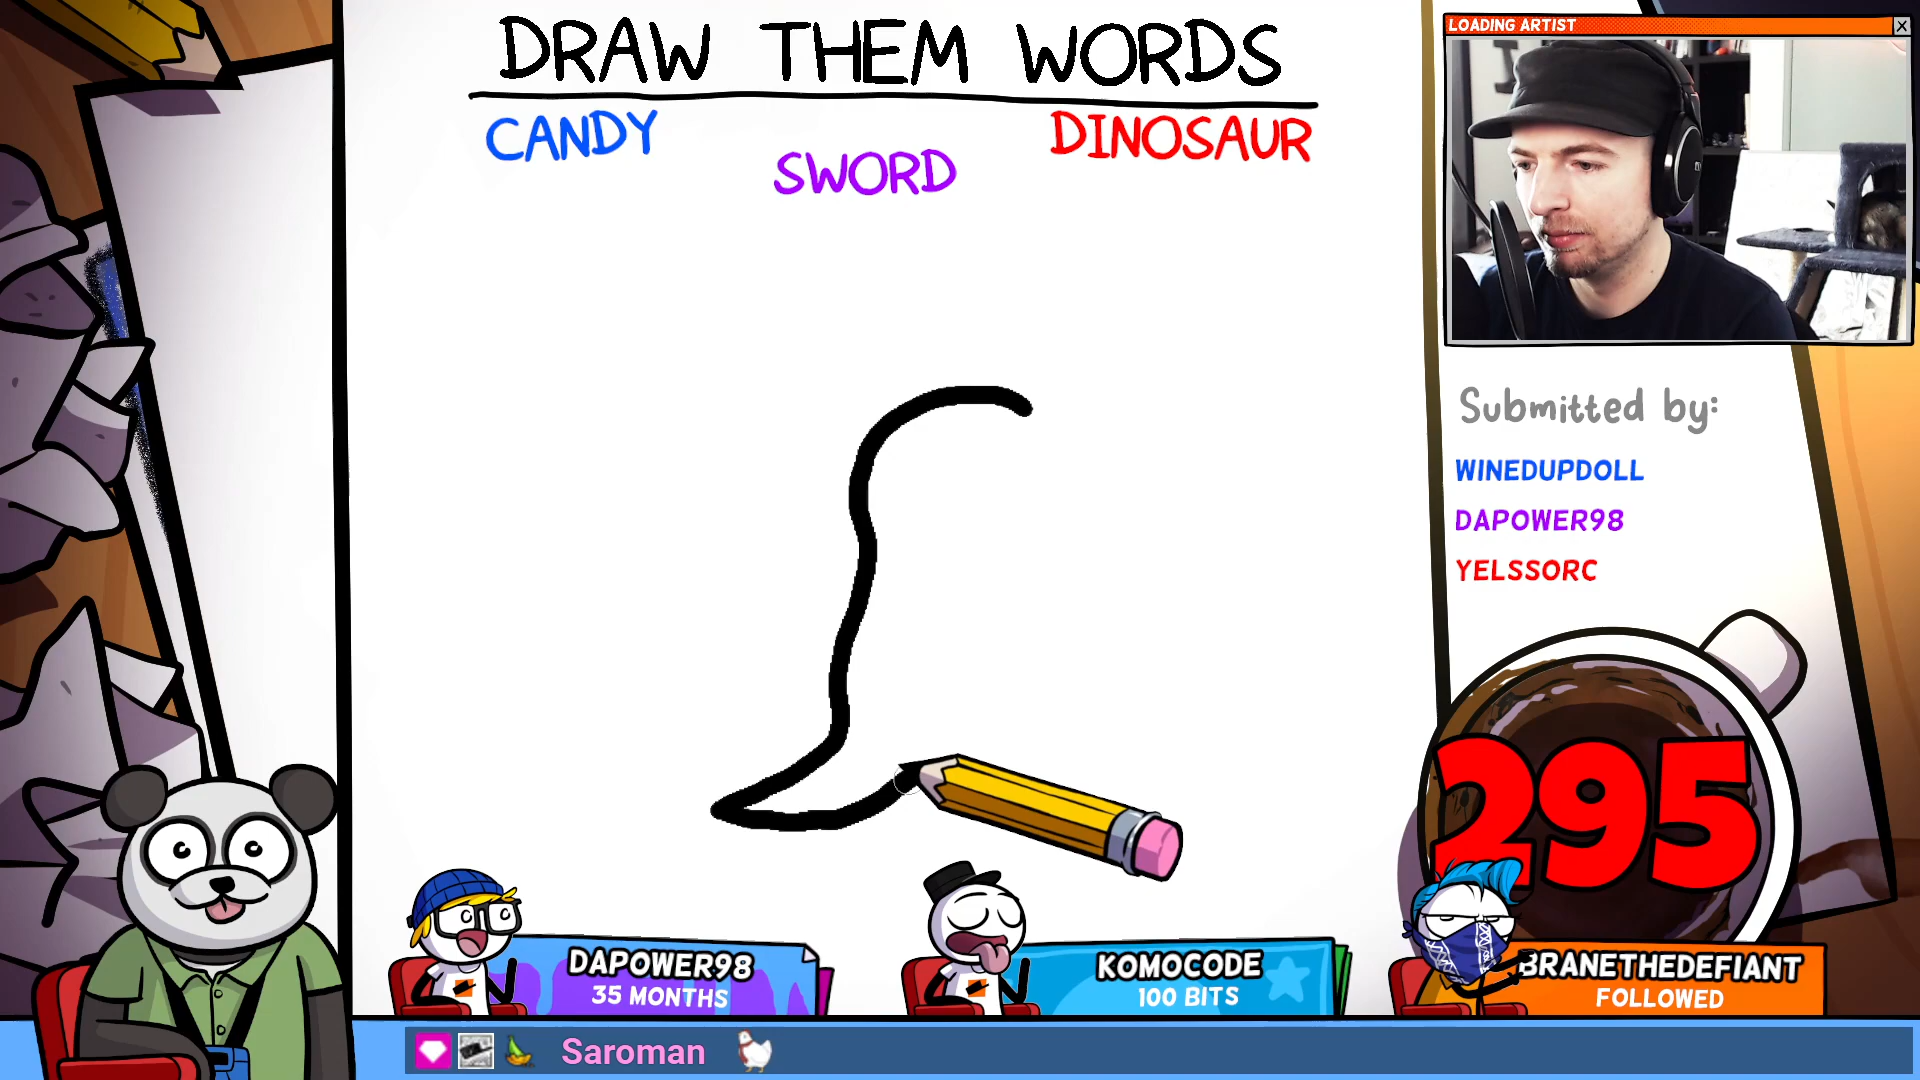 DRAW THEM WORDS
CANDY
SWORD
DINOSAUR
LOADING ARTIST
Submitted by:
WINEDUPDOLL
DAPOWER98
YELSSORC
295
DAPOWER98
35 MONTHS
KOMOCODE
100 BITS
BRANETHEDEFIANT
FOLLOWED
Saroman